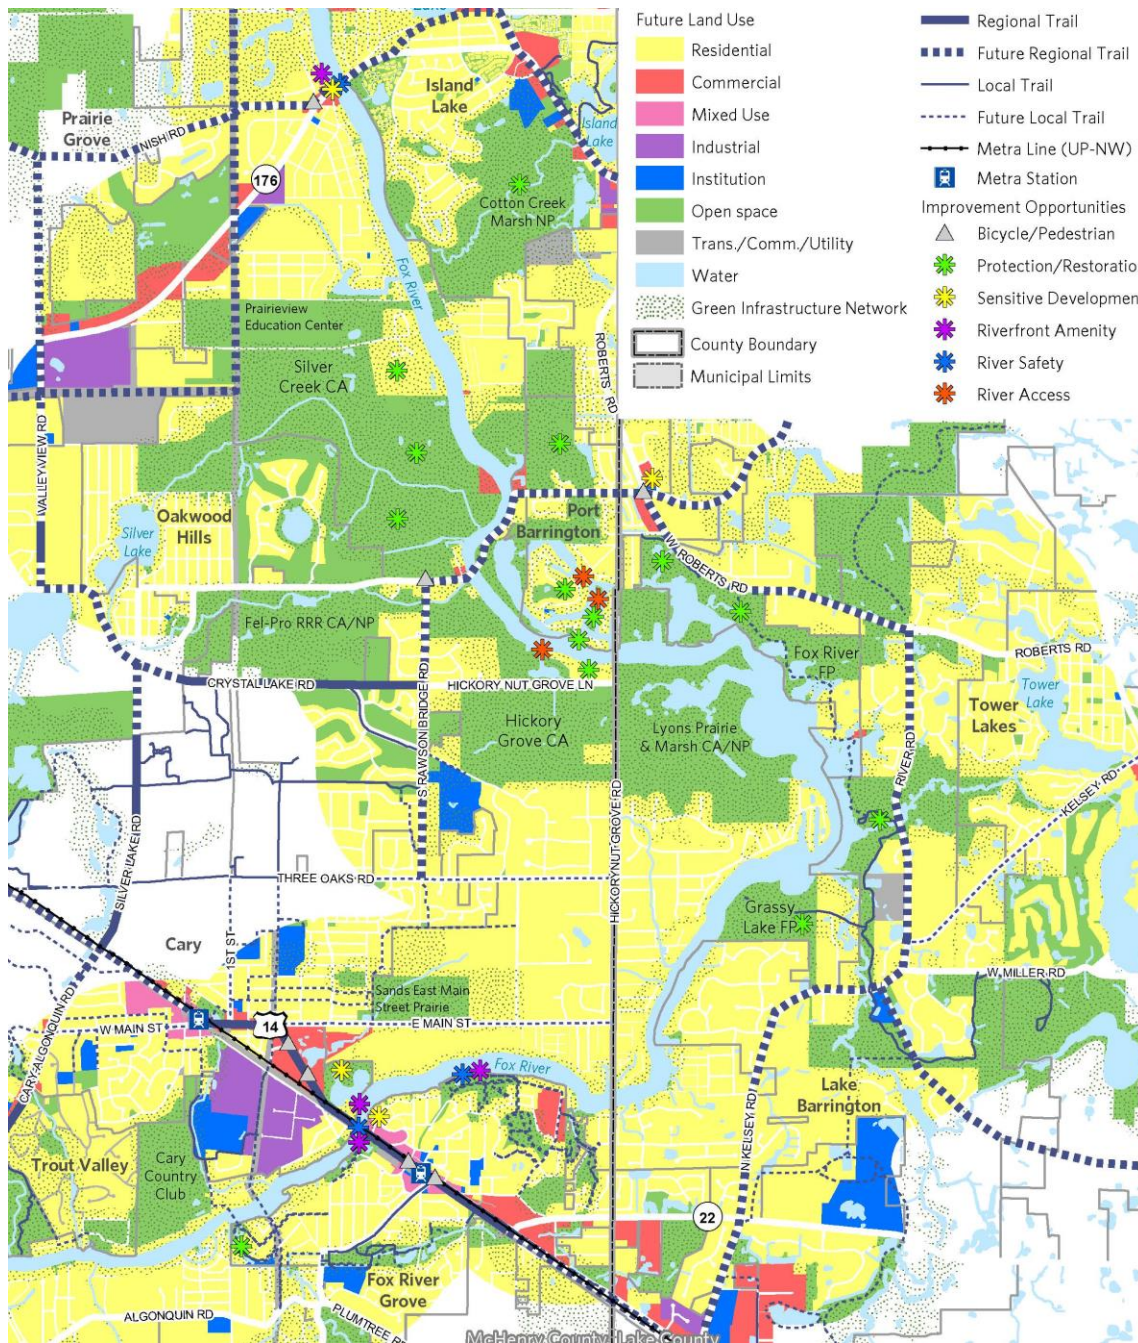 Lake
Future Land Use
Residential
Commercial
Mixed Use
Industrial
Institution
Open space
Trans./Comm./Utility
Water
Green Infrastructure Network
County Boundary
Municipal Limits
Regional Trail
Future Regional Trail
Local Trail
Future Local Trail
Metra Line (UP-NW)
Metra Station
Improvement Opportunities
Bicycle/Pedestrian
Protection/Restoratio
Sensitive Developmen
Riverfront Amenity
River Safety
River Access
Island
Lake
Prairie
Grove
NISH RD
Island
Lake
176
Cotton Creek
Marsh NP
Fox River
Prairieview
Education Center
ROBERTS RD
Silver
Creek CA
VALLEYVIEW RD
Oakwood
Hills
Silver
Lake
Port
Barrington
W ROBERTS RD
Fel-Pro RRR CA/NP
Fox River
FP
ROBERTS RD
CRYSTAL LAKE RD
HICKORY NUT GROVE LN
Tower
Lake
Tower
Lakes
S RAWSON BRIDGE RD
Hickory
Grove CA
Lyons Prairie
& Marsh CA/NP
RIVER RD
KELSEY RD
HICKORY NUT GROVE RD
SILVER LAKE RD
THREE OAKS RD
Grassy
Lake FP
Cary
1ST ST
W MILLER RD
Sands East Main
Street Prairie
CARY-ALGONQUIN RD
W MAIN ST
14
E MAIN ST
Fox River
Lake
Barrington
N KELSEY RD
Trout Valley
Cary
Country
Club
22
Fox River
Grove
ALGONQUIN RD
PLUMTREE R
McHenry County
Lake County